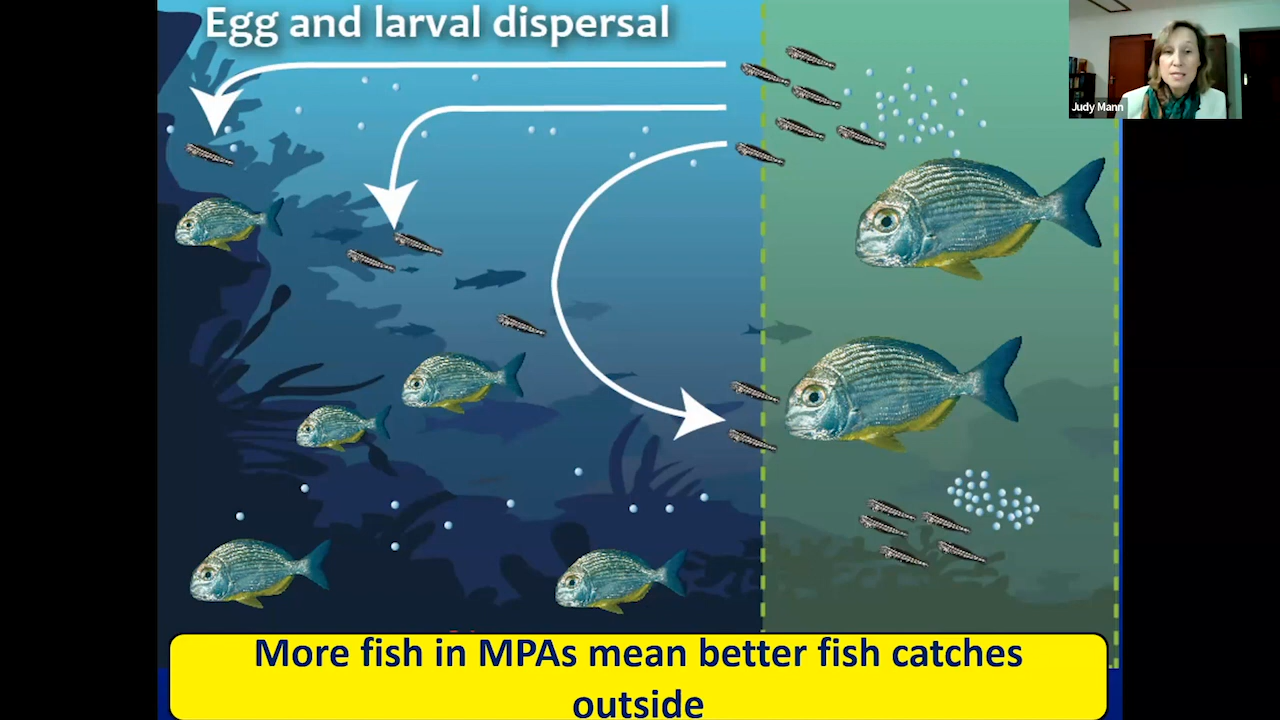 Egg and larval dispersal
Judy Mann
More fish in MPAs mean better fish catches
outside